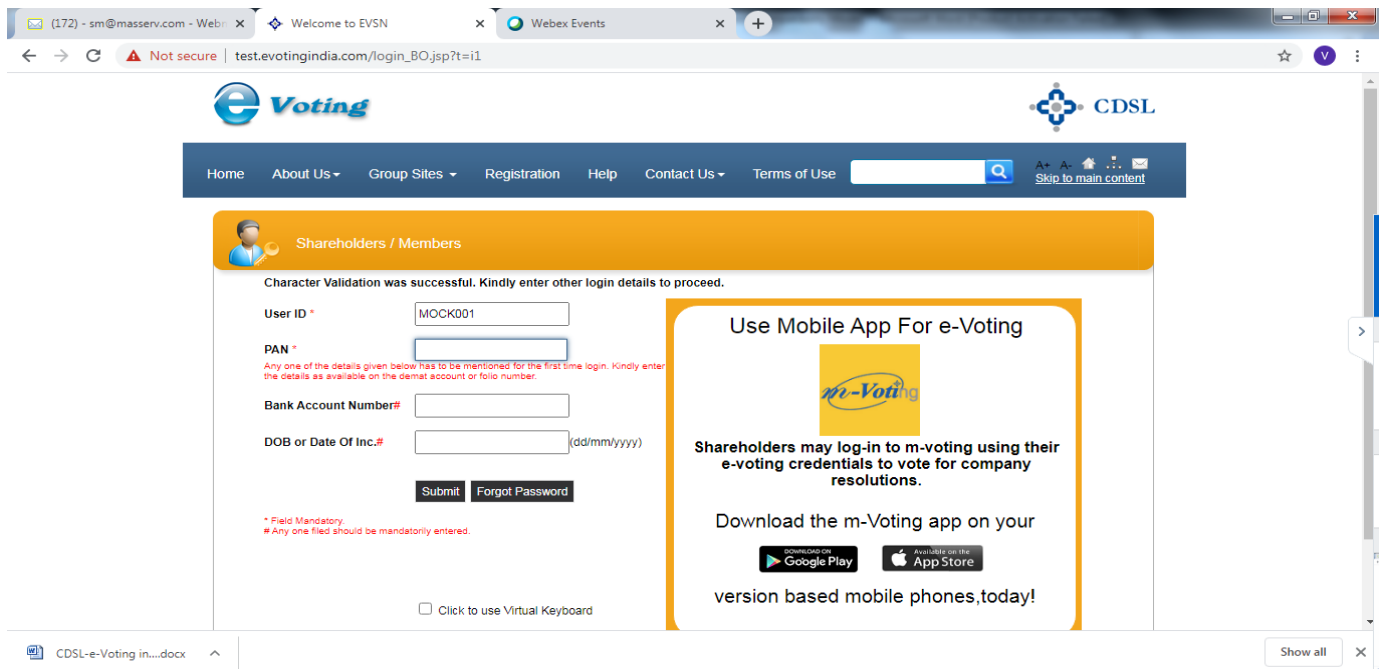 (172) - sm@masserv.com - Webm
Welcome to EVSN
Webex Events
Not secure | test.evotingindia.com/login_BO.jsp?t=i1
V
e Voting
CDSL
Home About Us Group Sites Registration Help Contact Us Terms of Use
A+ A-
Skip to main content
Shareholders / Members
Character Validation was successful. Kindly enter other login details to proceed.
User ID *
MOCK001
PAN *
Any one of the details given below has to be mentioned for the first time login. Kindly enter
the details as available on the demat account or folio number.
Bank Account Number#
DOB or Date Of Inc.#
(dd/mm/yyyy)
Submit Forgot Password
* Field Mandatory.
# Any one filed should be mandatorily entered.
Click to use Virtual Keyboard
Use Mobile App For e-Voting
m-Voting
Shareholders may log-in to m-voting using their
e-voting credentials to vote for company
resolutions.
Download the m-Voting app on your
DOWNLOAD ON
Google Play
Available on the
App Store
version based mobile phones,today!
CDSL-e-Voting in....docx
Show all